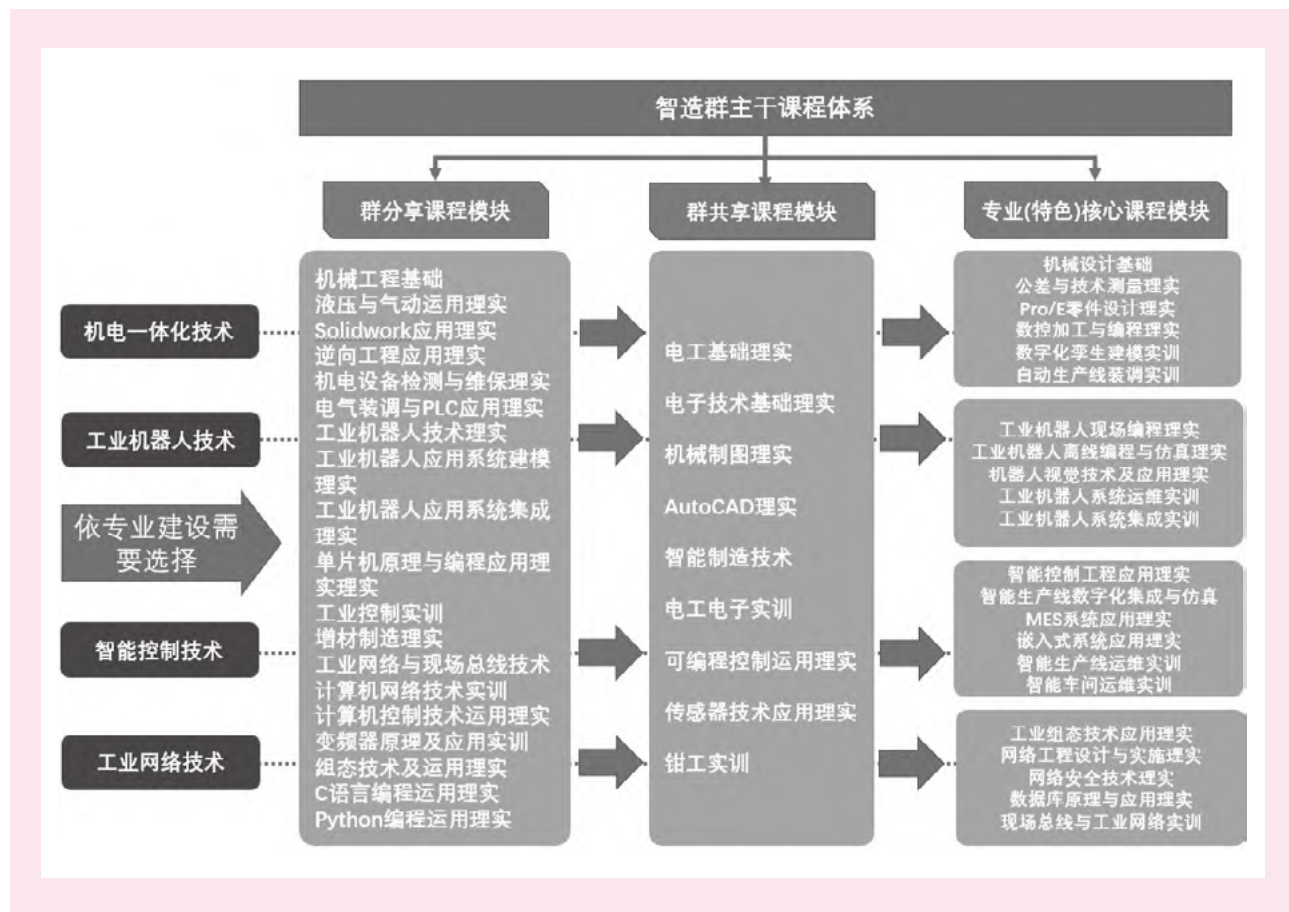 智造群主干课程体系
群分享课程模块
群共享课程模块
专业(特色)核心课程模块
机电一体化技术
工业机器人技术
依专业建设需
要选择
智能控制技术
工业网络技术
机械工程基础
液压与气动运用理实
Solidwork应用理实
逆向工程应用理实
机电设备检测与维保理实
电气装调与PLC应用理实
工业机器人技术理实
工业机器人应用系统建模
理实
工业机器人应用系统集成
理实
单片机原理与编程应用理
实理实
工业控制实训
增材制造理实
工业网络与现场总线技术
计算机网络技术实训
计算机控制技术运用理实
变频器原理及应用实训
组态技术及运用理实
C语言编程运用理实
Python编程运用理实
电工基础理实
电子技术基础理实
机械制图理实
AutoCAD理实
智能制造技术
电工电子实训
可编程控制运用理实
传感器技术应用理实
钳工实训
机械设计基础
公差与技术测量理实
Pro/E零件设计理实
数控加工与编程理实
数字化孪生建模实训
自动生产线装调实训
工业机器人现场编程理实
工业机器人离线编程与仿真理实
机器人视觉技术及应用理实
工业机器人系统运维实训
工业机器人系统集成实训
智能控制工程应用理实
智能生产线数字化集成与仿真
MES系统应用理实
嵌入式系统应用理实
智能生产线运维实训
智能车间运维实训
工业组态技术应用理实
网络工程设计与实施理实
网络安全技术理实
数据库原理与应用理实
现场总线与工业网络实训